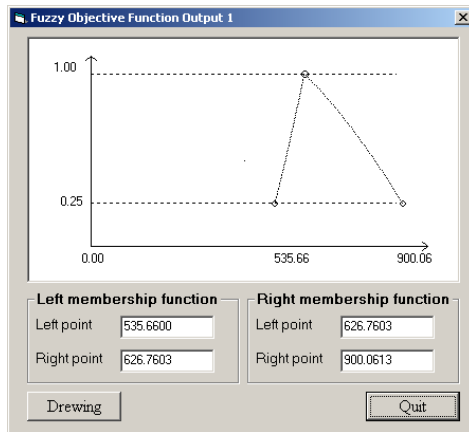 Fuzzy Objective Function Output 1
1.00
0.25
0.00 535.66 900.06
Left membership function
Left point 535.6600
Right point 626.7603
Right membership function
Left point 626.7603
Right point 900.0613
Drewing
Quit